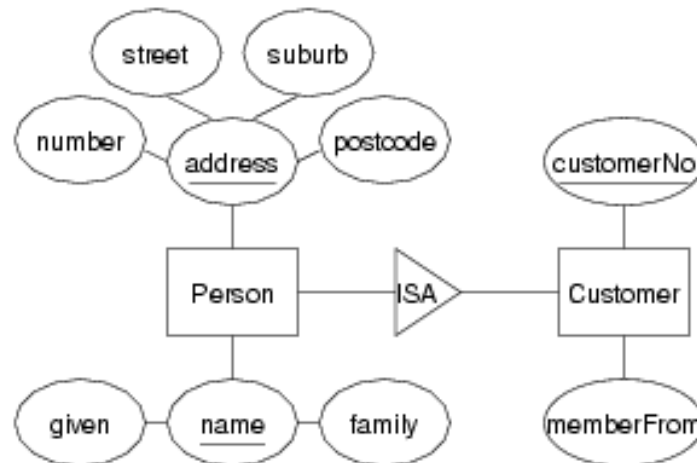 street
suburb
number
address
postcode
customerNo
Person
ISA
Customer
given
name
family
memberFrom